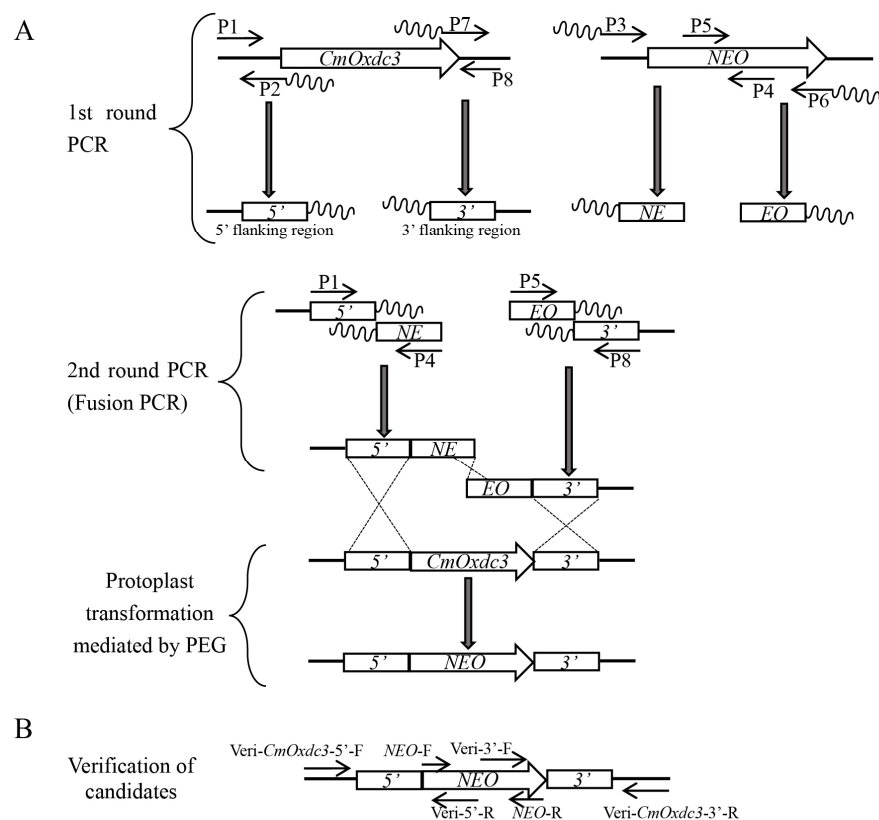 A
P1
P7
P3
P5
CmOxdc3
NEO
P2
P8
P4
P6
1st round
PCR
5’
3’
NE
EO
5’ flanking region
3’ flanking region
P1
P5
5’
EO
NE
3’
P4
P8
2nd round PCR
(Fusion PCR)
5’
NE
EO
3’
5’
CmOxdc3
3’
Protoplast
transformation
mediated by PEG
5’
NEO
3’
B
Veri-CmOxdc3-5’-F
NEO-F
Veri-3’-F
Verification of
candidates
5’
NEO
3’
Veri-5’-R
NEO-R
Veri-CmOxdc3-3’-R